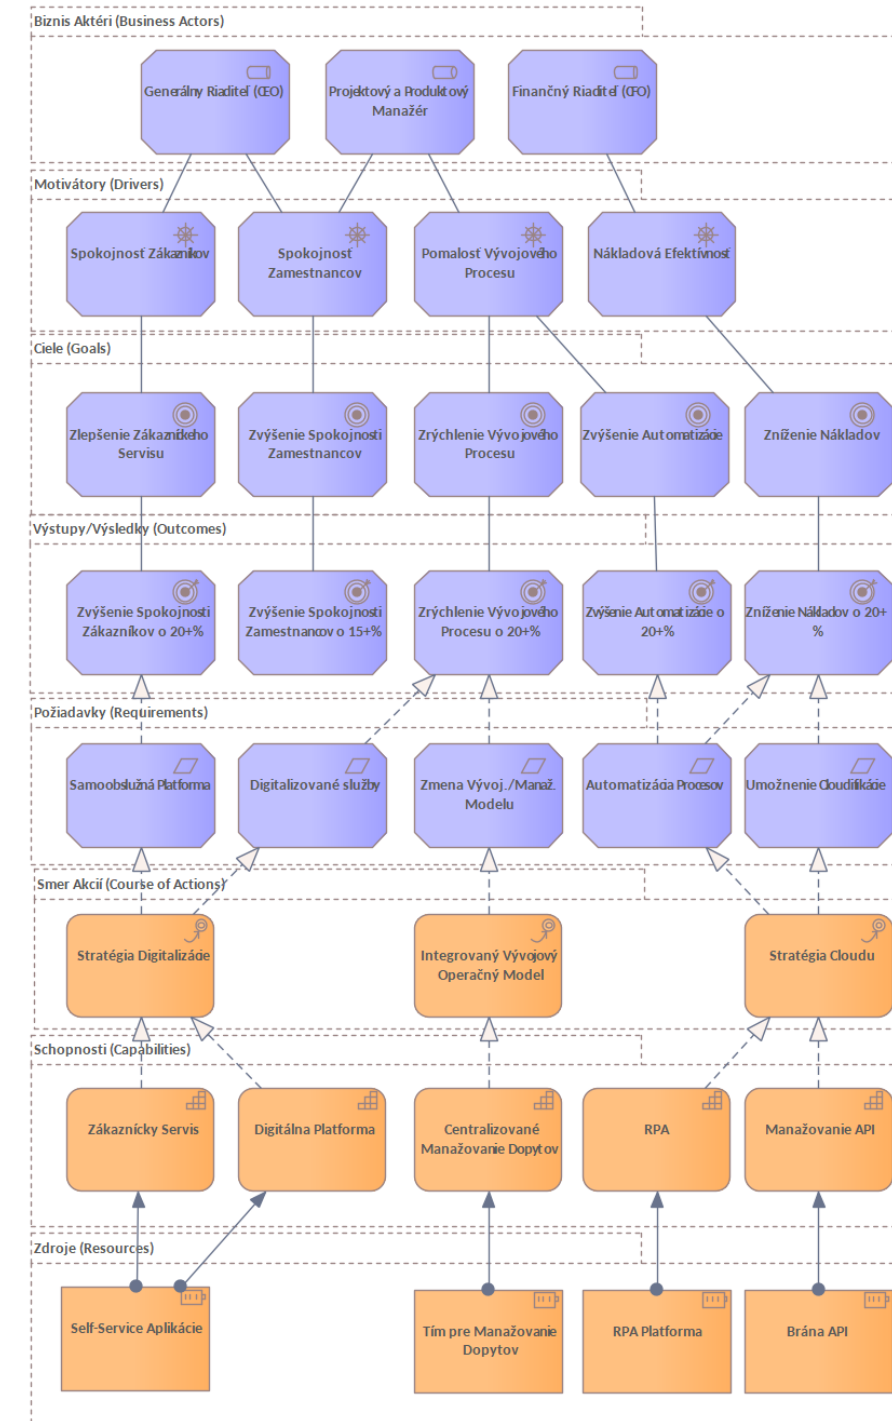 Biznis Aktéri (Business Actors)
Generálny Riaditeľ (CEO)
Projektový a Produktový
Manažér
Finančný Riaditeľ (CFO)
Motivátory (Drivers)
Spokojnosť Zákazníkov
Spokojnosť
Zamestnancov
Pomalosť Vývojového
Procesu
Nákladová Efektívnosť
Ciele (Goals)
Zlepšenie Zákazníckeho
Servisu
Zvýšenie Spokojnosti
Zamestnancov
Zrýchlenie Vývojového
Procesu
Zvýšenie Automatizácie
Zníženie Nákladov
Výstupy/Výsledky (Outcomes)
Zvýšenie Spokojnosti
Zákazníkov o 20+%
Zvýšenie Spokojnosti
Zamestnancov o 15+%
Zrýchlenie Vývojového
Procesu o 20+%
Zvýšenie Automatizácie o
20+%
Zníženie Nákladov o 20+
%
Požiadavky (Requirements)
Samoobslužná Platforma
Digitalizované služby
Zmena Vývoj./Manaž.
Modelu
Automatizácia Procesov
Umožnenie Cloudifikácie
Smer Akcií (Course of Actions)
Stratégia Digitalizácie
Integrovaný Vývojový
Operačný Model
Stratégia Cloudu
Schopnosti (Capabilities)
Zákaznícky Servis
Digitálna Platforma
Centralizované
Manažovanie Dopytov
RPA
Manažovanie API
Zdroje (Resources)
Self-Service Aplikácie
Tím pre Manažovanie
Dopytov
RPA Platforma
Brána API